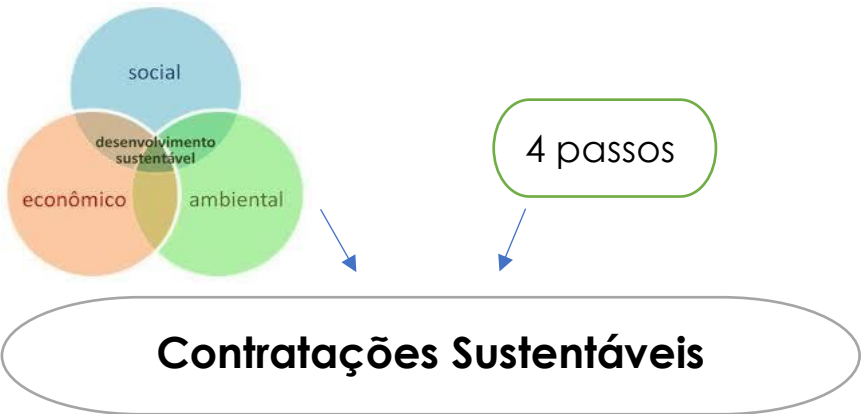 social
desenvolvimento
sustentável
econômico
ambiental
4 passos
Contratações Sustentáveis